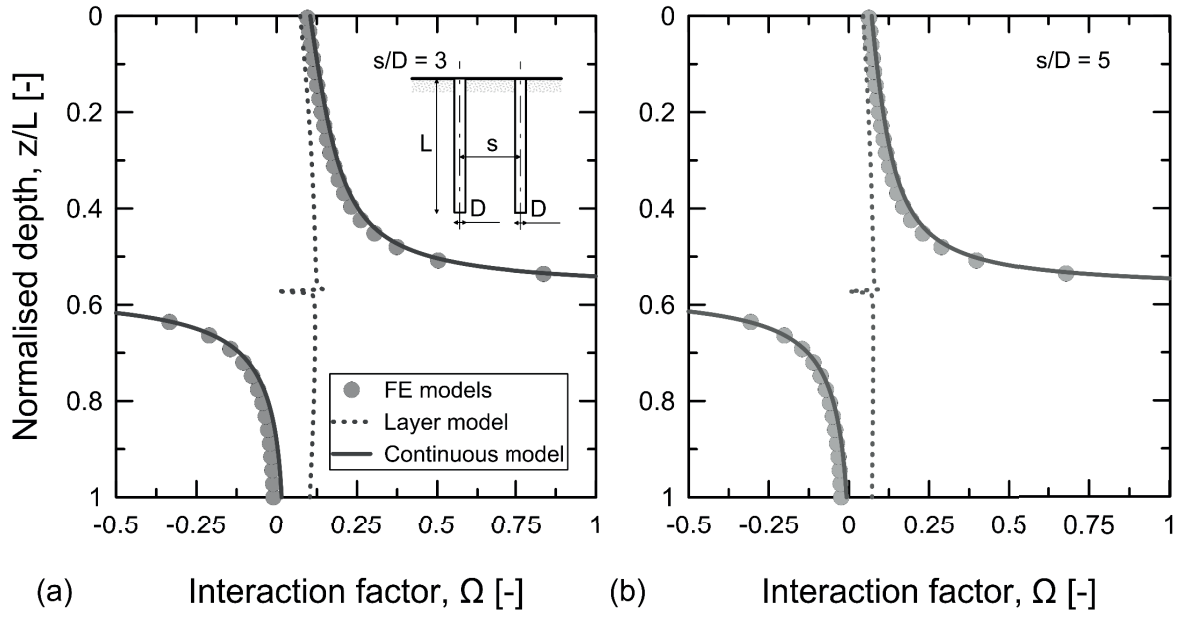 Normalised depth, z/L [-]
0
0.2
0.4
0.6
0.8
1
s/D = 3
L
s
D
D
FE models
Layer model
Continuous model
-0.5 -0.25 0 0.25 0.5 0.75 1
(a) Interaction factor, Ω [-]
0
0.2
0.4
0.6
0.8
1
s/D = 5
-0.5 -0.25 0 0.25 0.5 0.75 1
(b) Interaction factor, Ω [-]